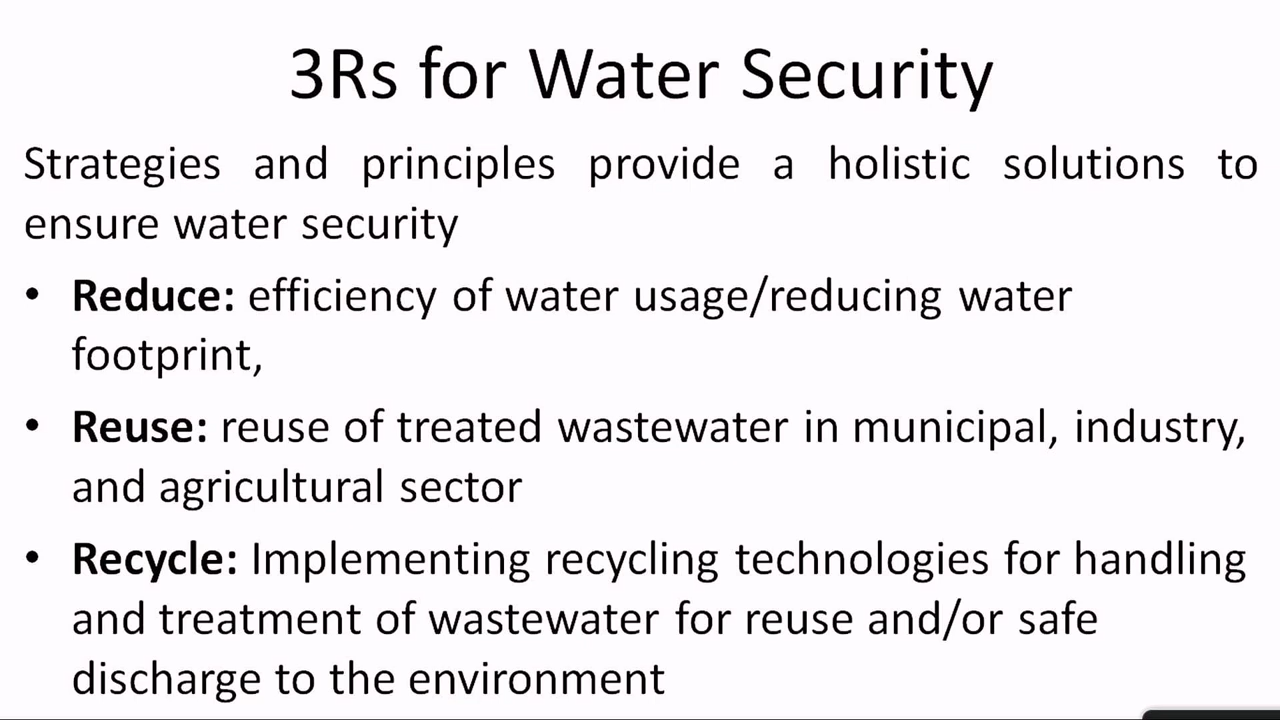 3Rs for Water Security
Strategies and principles provide a holistic solutions to
ensure water security
• Reduce: efficiency of water usage/reducing water
footprint,
• Reuse: reuse of treated wastewater in municipal, industry,
and agricultural sector
• Recycle: Implementing recycling technologies for handling
and treatment of wastewater for reuse and/or safe
discharge to the environment